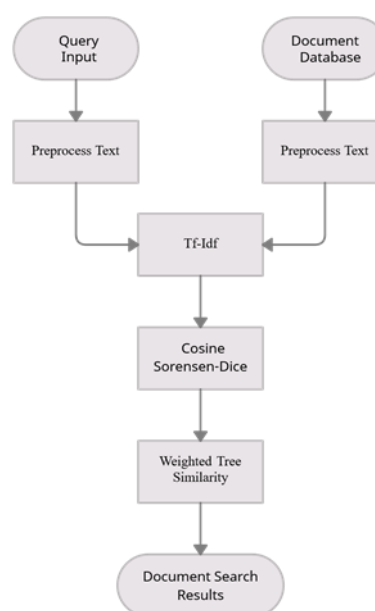 Query
Input
Document
Database
Preprocess Text
Preprocess Text
Tf-Idf
Cosine
Sorensen-Dice
Weighted Tree
Similarity
Document Search
Results